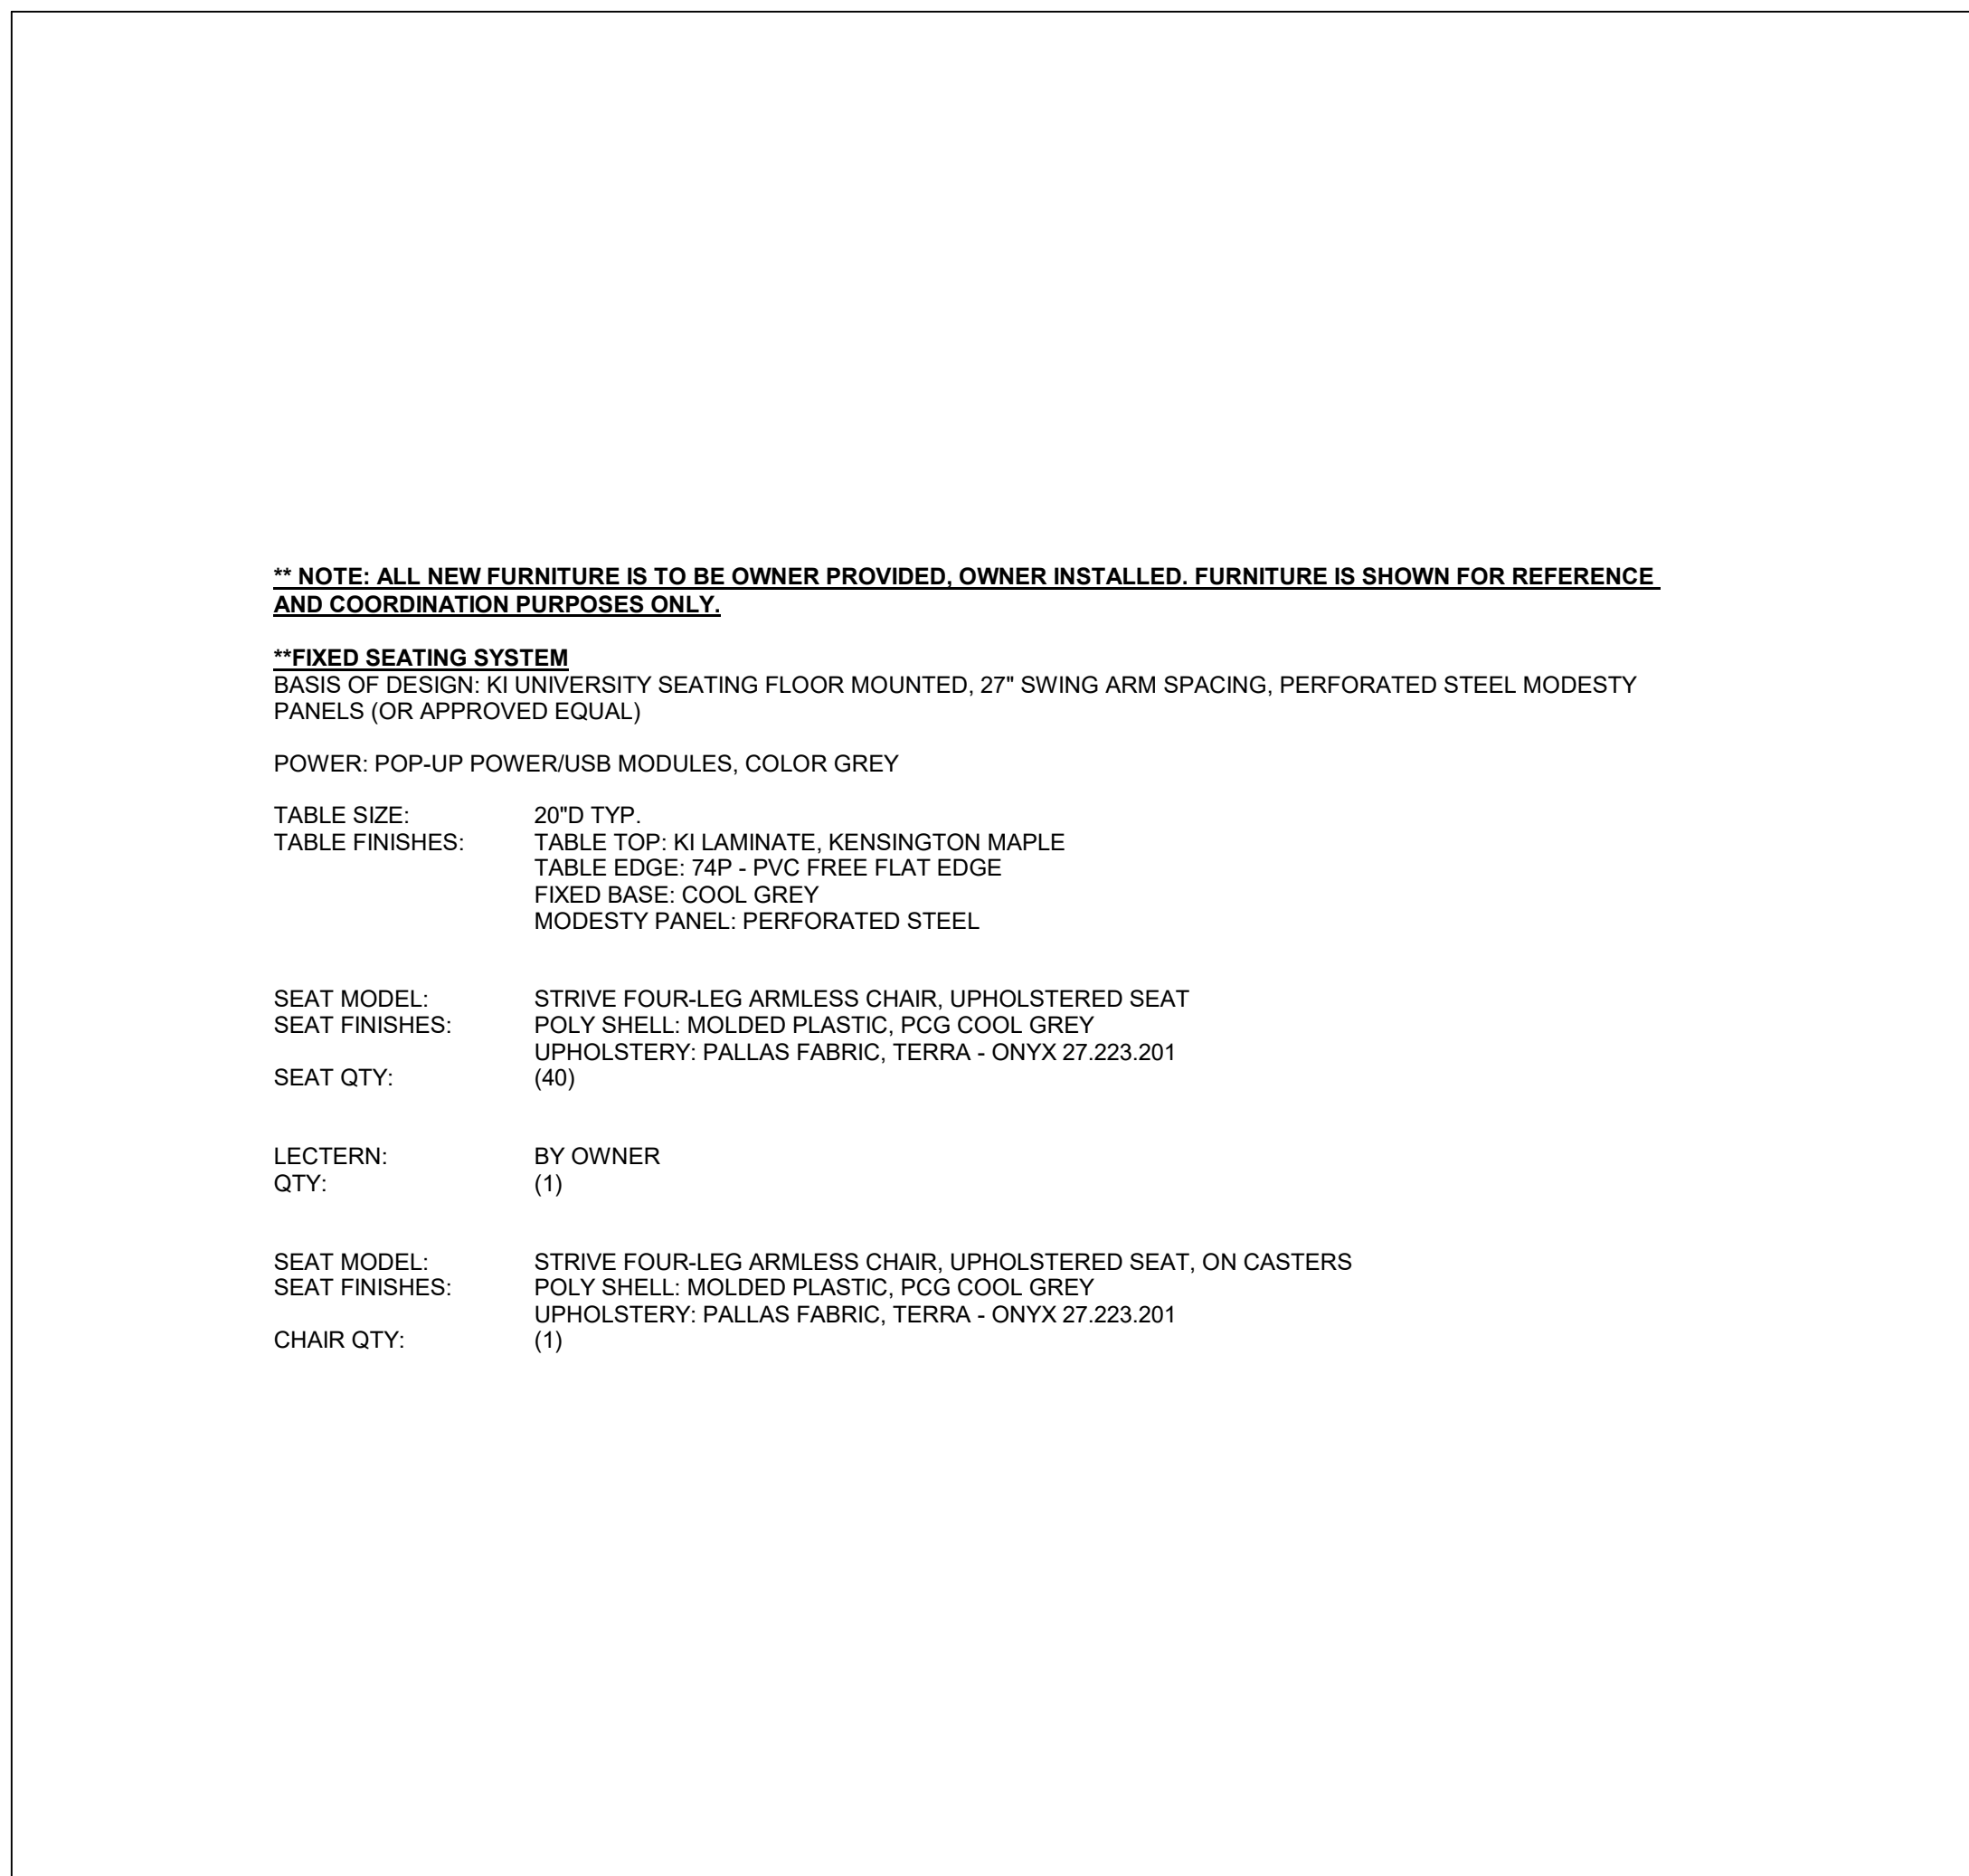 ** NOTE: ALL NEW FURNITURE IS TO BE OWNER PROVIDED, OWNER INSTALLED. FURNITURE IS SHOWN FOR REFERENCE
AND COORDINATION PURPOSES ONLY.
**FIXED SEATING SYSTEM
BASIS OF DESIGN: KI UNIVERSITY SEATING FLOOR MOUNTED, 27" SWING ARM SPACING, PERFORATED STEEL MODESTY
PANELS (OR APPROVED EQUAL)
POWER: POP-UP POWER/USB MODULES, COLOR GREY
TABLE SIZE: 20"D TYP.
TABLE FINISHES: TABLE TOP: KI LAMINATE, KENSINGTON MAPLE
TABLE EDGE: 74P - PVC FREE FLAT EDGE
FIXED BASE: COOL GREY
MODESTY PANEL: PERFORATED STEEL
SEAT MODEL: STRIVE FOUR-LEG ARMLESS CHAIR, UPHOLSTERED SEAT
SEAT FINISHES: POLY SHELL: MOLDED PLASTIC, PCG COOL GREY
UPHOLSTERY: PALLAS FABRIC, TERRA - ONYX 27.223.201
SEAT QTY: (40)
LECTERN: BY OWNER
QTY: (1)
SEAT MODEL: STRIVE FOUR-LEG ARMLESS CHAIR, UPHOLSTERED SEAT, ON CASTERS
SEAT FINISHES: POLY SHELL: MOLDED PLASTIC, PCG COOL GREY
UPHOLSTERY: PALLAS FABRIC, TERRA - ONYX 27.223.201
CHAIR QTY: (1)